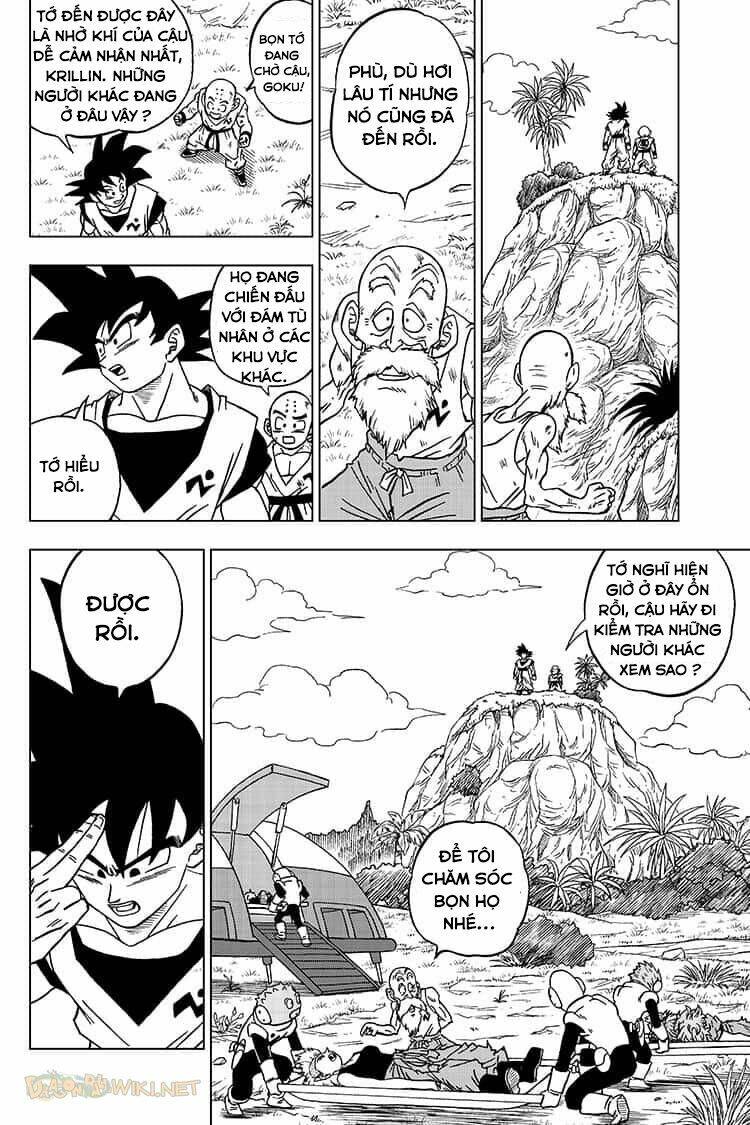 TỚ ĐẾN ĐƯỢC ĐÂY
LÀ NHỜ KHÍ CỦA CẬU
DỄ CẢM NHẬN NHẤT,
KRILLIN. NHỮNG
NGƯỜI KHÁC ĐANG
Ở ĐÂU VẬY ?
BỌN TỚ
ĐANG
CHỜ CẬU,
GOKU!
PHÙ, DÙ HƠI
LÂU TÍ NHƯNG
NÓ CŨNG ĐÃ
ĐẾN RỒI.
HỌ ĐANG
CHIẾN ĐẤU
VỚI ĐÁM TÙ
NHÂN Ở CÁC
KHU VỰC
KHÁC.
TỚ HIỂU
RỒI.
ĐƯỢC
RỒI.
TỚ NGHĨ HIỆN
GIỜ Ở ĐÂY ỔN
RỒI, CẬU HÃY ĐI
KIỂM TRA NHỮNG
NGƯỜI KHÁC
XEM SAO ?
ĐỂ TÔI
CHĂM SÓC
BỌN HỌ
NHÉ...
DRAGONBALLWIKI.NET